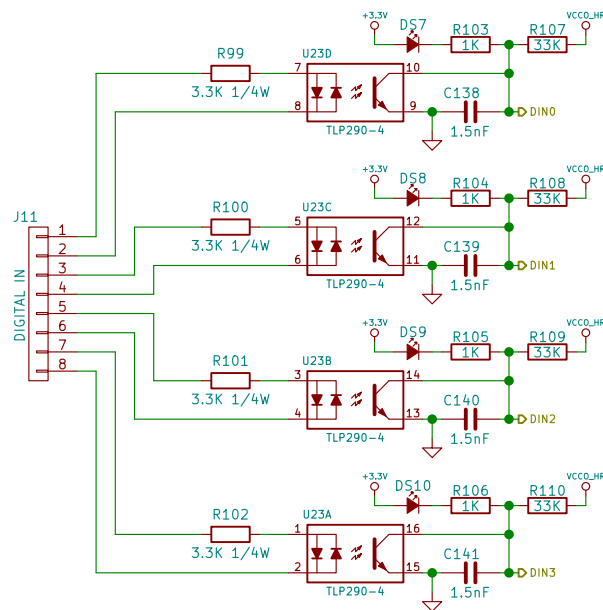 +3.3V DS7 R103 1K R107 33K VCCO_HR
R99 3.3K 1/4W
U23D 7 8 10 9 TLP290-4
C138 1.5nF DIN0
+3.3V DS8 R104 1K R108 33K VCCO_HR
R100 3.3K 1/4W
U23C 5 6 12 11 TLP290-4
C139 1.5nF DIN1
J11 DIGITAL IN
1
2
3
4
5
6
7
8
+3.3V DS9 R105 1K R109 33K VCCO_HR
R101 3.3K 1/4W
U23B 3 4 14 13 TLP290-4
C140 1.5nF DIN2
+3.3V DS10 R106 1K R110 33K VCCO_HR
R102 3.3K 1/4W
U23A 1 2 16 15 TLP290-4
C141 1.5nF DIN3